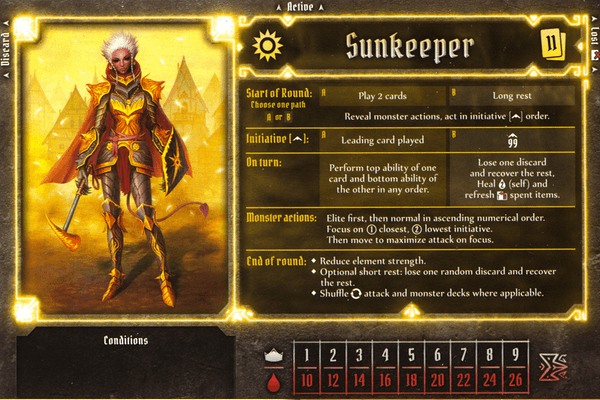 Active
Discard
Lost
Sunkeeper
11
Start of Round:
Choose one path
A or B
A Play 2 cards
B Long rest
Reveal monster actions, act in initiative [ ] order.
Initiative [ ]:
A Leading card played
B 99
On turn:
Perform top ability of one
card and bottom ability of
the other in any order.
Lose one discard
and recover the rest,
Heal 2 (self) and
refresh spent items.
Monster actions:
Elite first, then normal in ascending numerical order.
Focus on ① closest, ② lowest initiative.
Then move to maximize attack on focus.
End of round:
◆ Reduce element strength.
◆ Optional short rest: lose one random discard and recover
the rest.
◆ Shuffle attack and monster decks where applicable.
Conditions
1 2 3 4 5 6 7 8 9
10 12 14 16 18 20 22 24 26